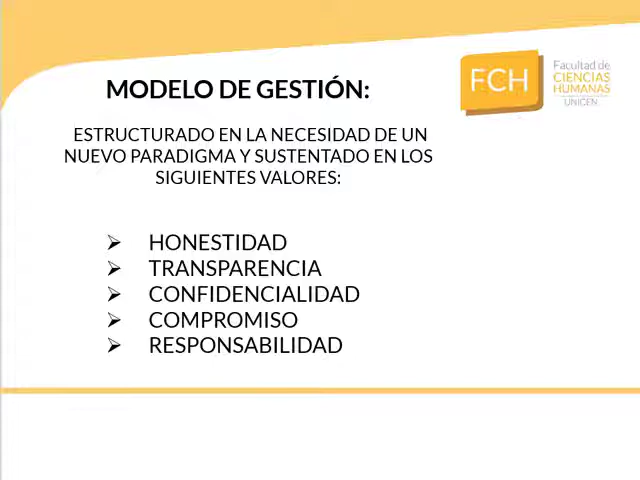 MODELO DE GESTIÓN:
FCH
Facultad de
CIENCIAS
HUMANAS
UNICEN
ESTRUCTURADO EN LA NECESIDAD DE UN
NUEVO PARADIGMA Y SUSTENTADO EN LOS
SIGUIENTES VALORES:
➢ HONESTIDAD
➢ TRANSPARENCIA
➢ CONFIDENCIALIDAD
➢ COMPROMISO
➢ RESPONSABILIDAD